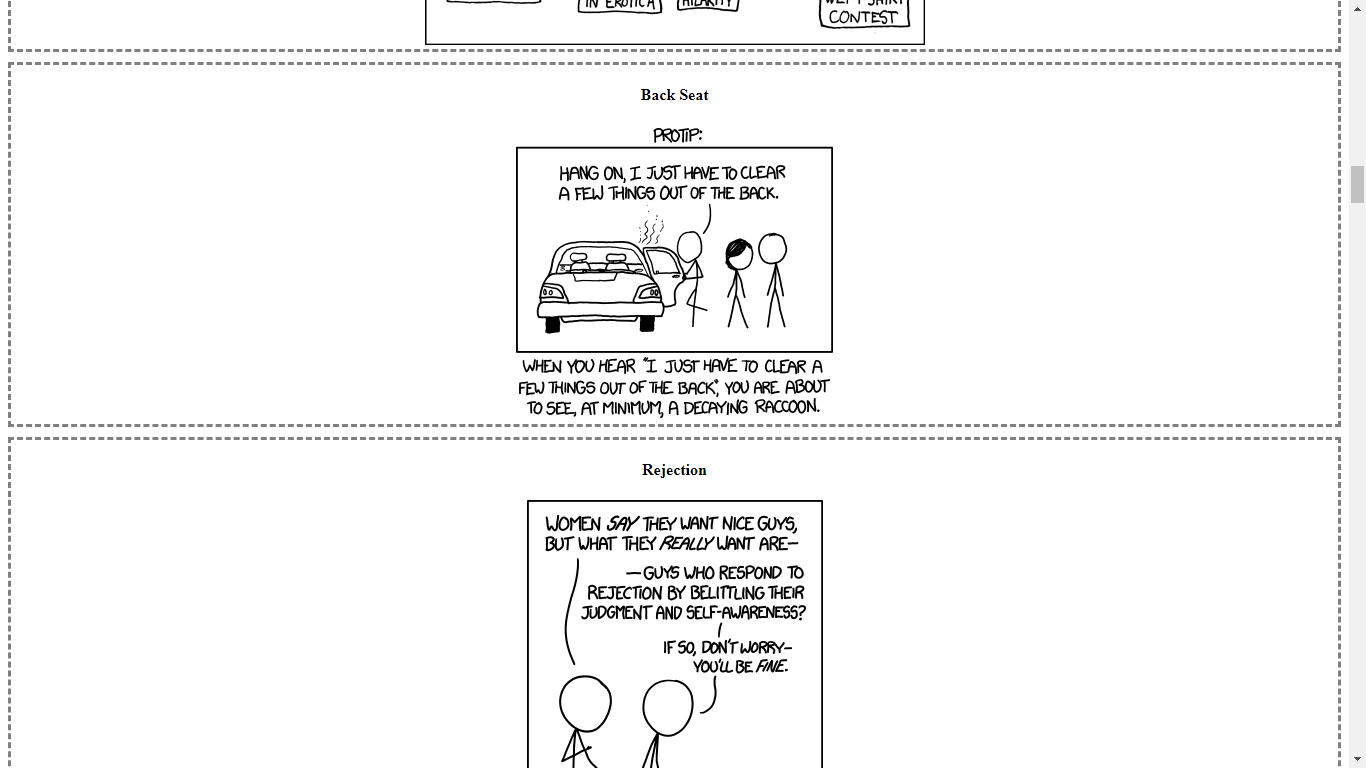 IN EROTICA
HILARITY
WET T-SHIRT
CONTEST
Back Seat
PROTIP:
HANG ON, I JUST HAVE TO CLEAR
A FEW THINGS OUT OF THE BACK.
WHEN YOU HEAR "I JUST HAVE TO CLEAR A
FEW THINGS OUT OF THE BACK", YOU ARE ABOUT
TO SEE, AT MINIMUM, A DECAYING RACCOON.
Rejection
WOMEN SAY THEY WANT NICE GUYS,
BUT WHAT THEY REALLY WANT ARE—
—GUYS WHO RESPOND TO
REJECTION BY BELITTLING THEIR
JUDGMENT AND SELF-AWARENESS?
IF SO, DON'T WORRY—
YOU'LL BE FINE.